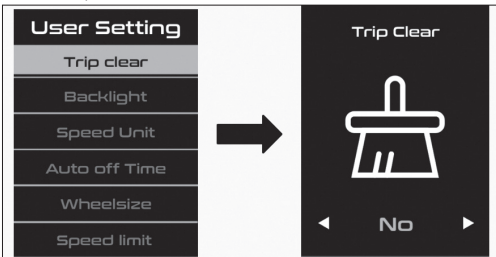 User Setting
Trip clear
Backlight
Speed Unit
Auto off Time
Wheelsize
Speed limit
Trip Clear
No